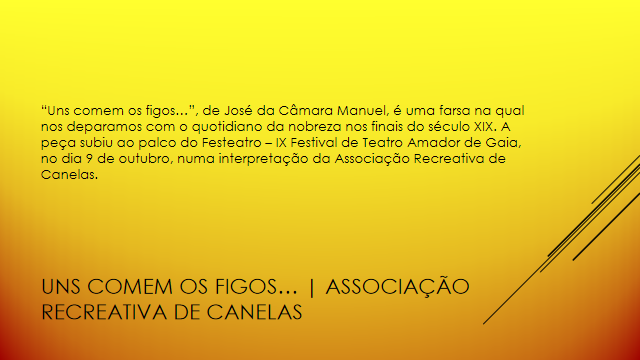 “Uns comem os figos…”, de José da Câmara Manuel, é uma farsa na qual
nos deparamos com o quotidiano da nobreza nos finais do século XIX. A
peça subiu ao palco do Festeatro – IX Festival de Teatro Amador de Gaia,
no dia 9 de outubro, numa interpretação da Associação Recreativa de
Canelas.
UNS COMEM OS FIGOS… | ASSOCIAÇÃO
RECREATIVA DE CANELAS